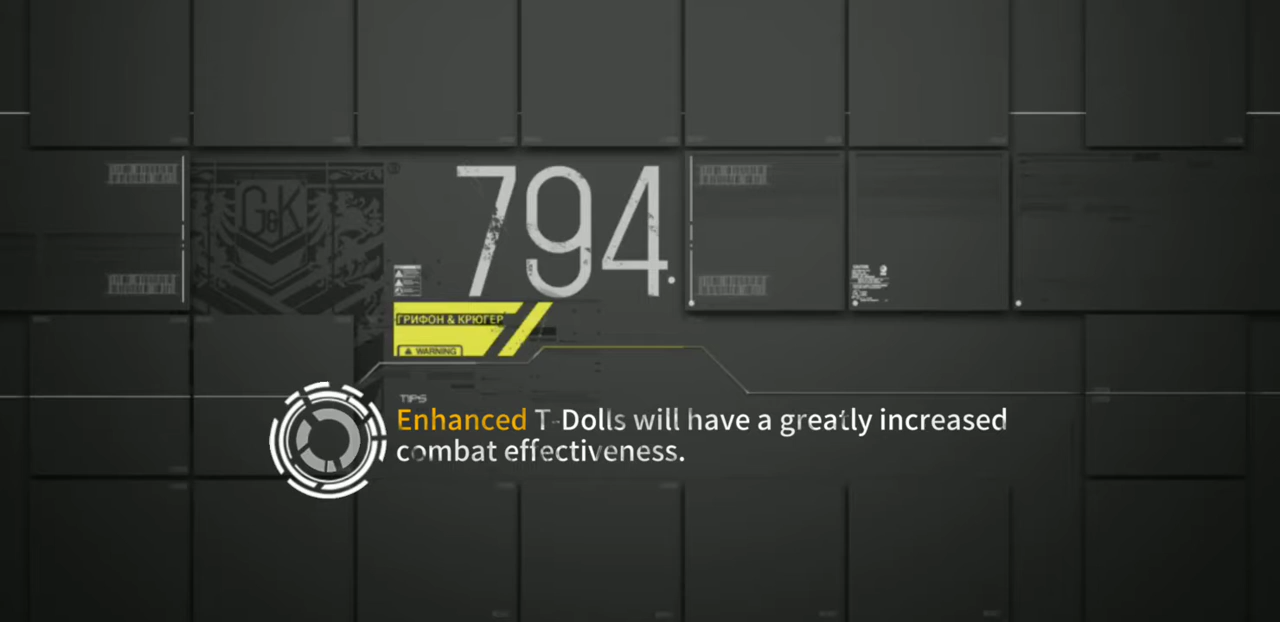 G&K
794.
ГРИФОН & КРЮГЕР
WARNING
TIPS
Enhanced T-Dolls will have a greatly increased
combat effectiveness.